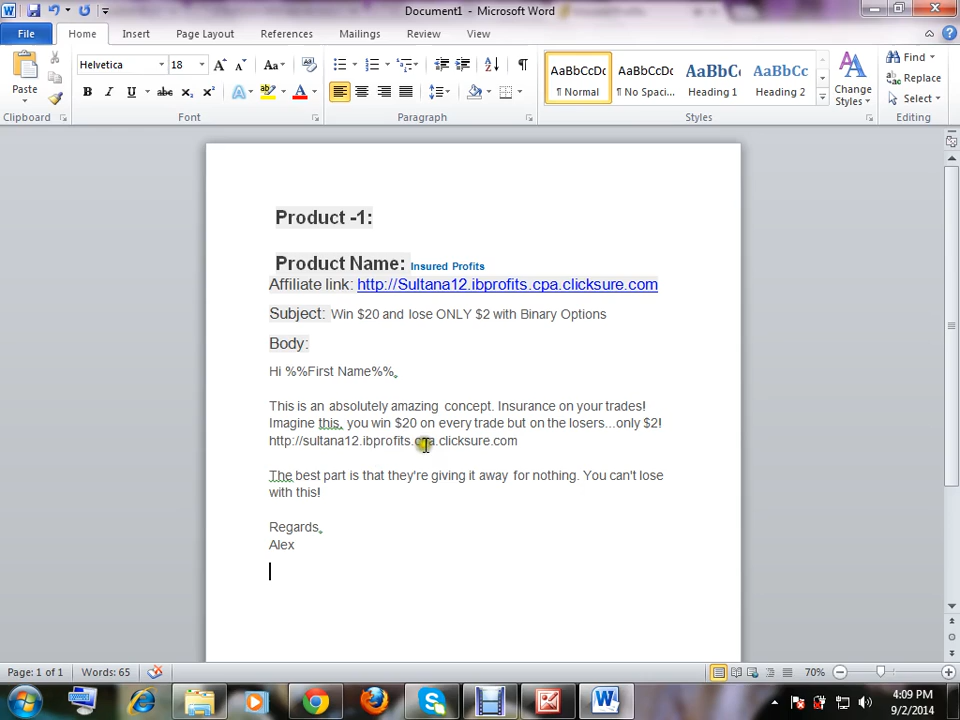 Document1 - Microsoft Word
File
Home
Insert
Page Layout
References
Mailings
Review
View
Paste
Clipboard
Helvetica
18
Font
Paragraph
AaBbCcDc
¶ Normal
AaBbCcDc
¶ No Spaci...
AaBbCc
Heading 1
AaBbCc
Heading 2
Change
Styles
Styles
Find
Replace
Select
Editing
Product -1:
Product Name: Insured Profits
Affiliate link: http://Sultana12.ibprofits.cpa.clicksure.com
Subject: Win $20 and lose ONLY $2 with Binary Options
Body:
Hi %%First Name%%,
This is an absolutely amazing concept. Insurance on your trades!
Imagine this, you win $20 on every trade but on the losers...only $2!
http://sultana12.ibprofits.cpa.clicksure.com
The best part is that they're giving it away for nothing. You can't lose
with this!
Regards,
Alex
Page: 1 of 1
Words: 65
70%
4:09 PM
9/2/2014